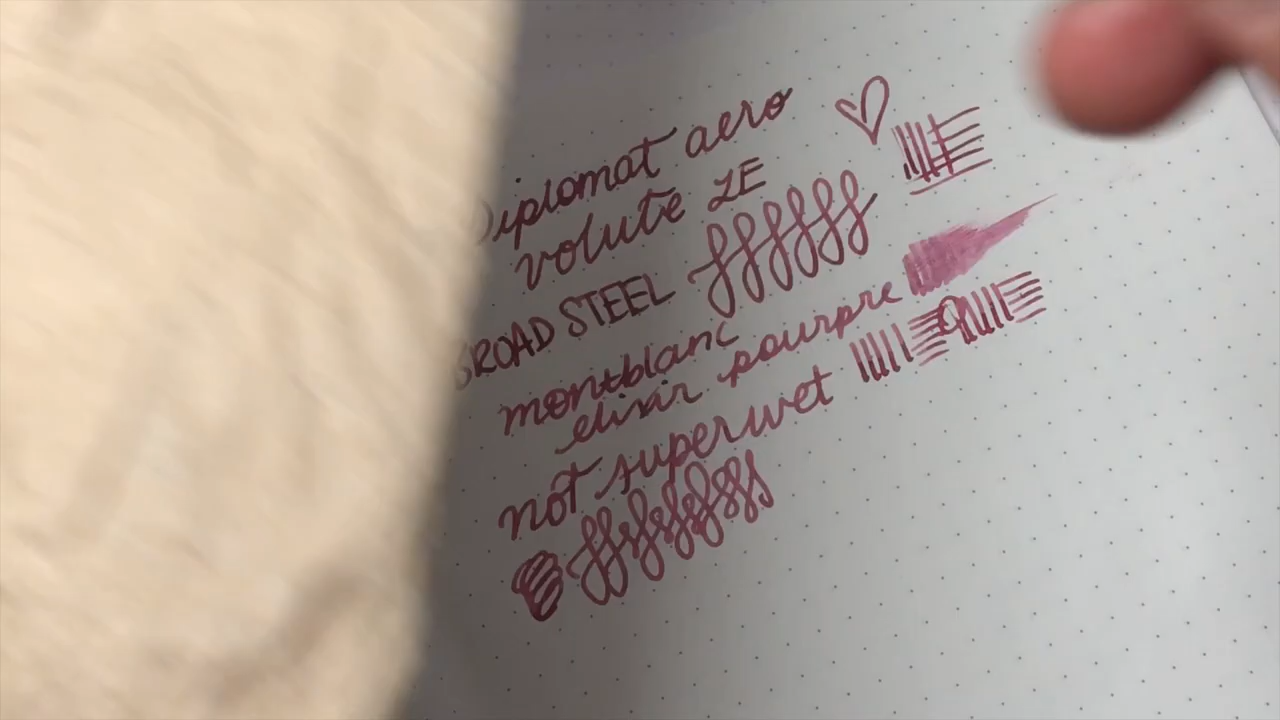 Diplomat aero
volute LE
BROAD STEEL
montblanc
elixir pourpre
not superwet